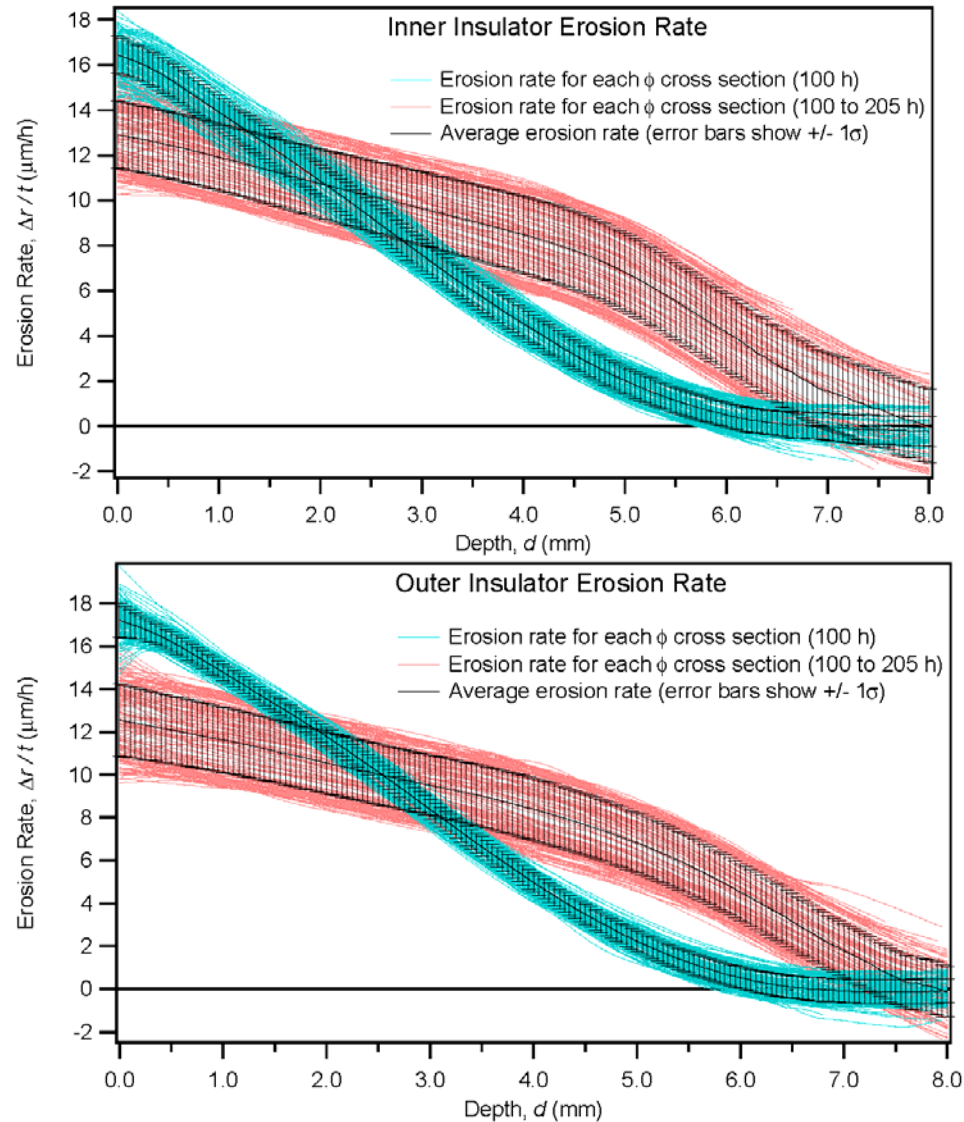 Inner Insulator Erosion Rate
Erosion rate for each ϕ cross section (100 h)
Erosion rate for each ϕ cross section (100 to 205 h)
Average erosion rate (error bars show +/- 1σ)
Erosion Rate, Δr / t (μm/h)
18
16
14
12
10
8
6
4
2
0
-2
0.0 1.0 2.0 3.0 4.0 5.0 6.0 7.0 8.0
Depth, d (mm)
Outer Insulator Erosion Rate
Erosion rate for each ϕ cross section (100 h)
Erosion rate for each ϕ cross section (100 to 205 h)
Average erosion rate (error bars show +/- 1σ)
Erosion Rate, Δr / t (μm/h)
18
16
14
12
10
8
6
4
2
0
-2
0.0 1.0 2.0 3.0 4.0 5.0 6.0 7.0 8.0
Depth, d (mm)